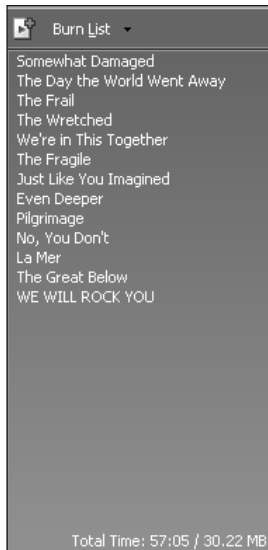 Burn List
Somewhat Damaged
The Day the World Went Away
The Frail
The Wretched
We're in This Together
The Fragile
Just Like You Imagined
Even Deeper
Pilgrimage
No, You Don't
La Mer
The Great Below
WE WILL ROCK YOU
Total Time: 57:05 / 30.22 MB